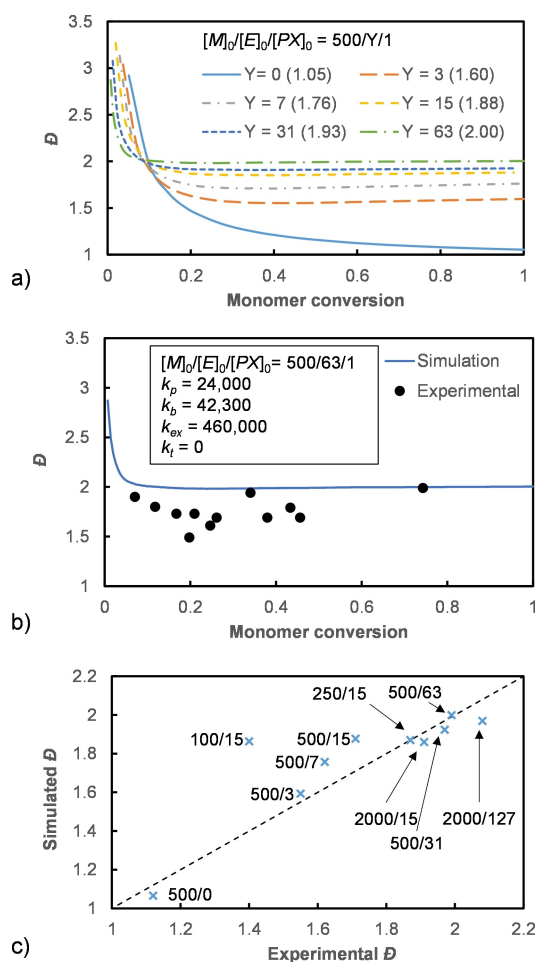 [M]0/[E]0/[PX]0 = 500/Y/1
Y= 0 (1.05)
Y = 3 (1.60)
Y = 7 (1.76)
Y = 15 (1.88)
Y = 31 (1.93)
Y = 63 (2.00)
3.5
3
2.5
2
1.5
1
Đ
0
0.2
0.4
0.6
0.8
1
Monomer conversion
a)
[M]0/[E]0/[PX]0= 500/63/1
kp = 24,000
kb = 42,300
kex = 460,000
kt = 0
Simulation
Experimental
3.5
3
2.5
2
1.5
1
Đ
0
0.2
0.4
0.6
0.8
1
Monomer conversion
b)
2.2
2
1.8
1.6
1.4
1.2
1
Simulated Đ
250/15
500/63
100/15
500/15
500/7
500/3
2000/15
500/31
2000/127
500/0
1
1.2
1.4
1.6
1.8
2
2.2
Experimental Đ
c)